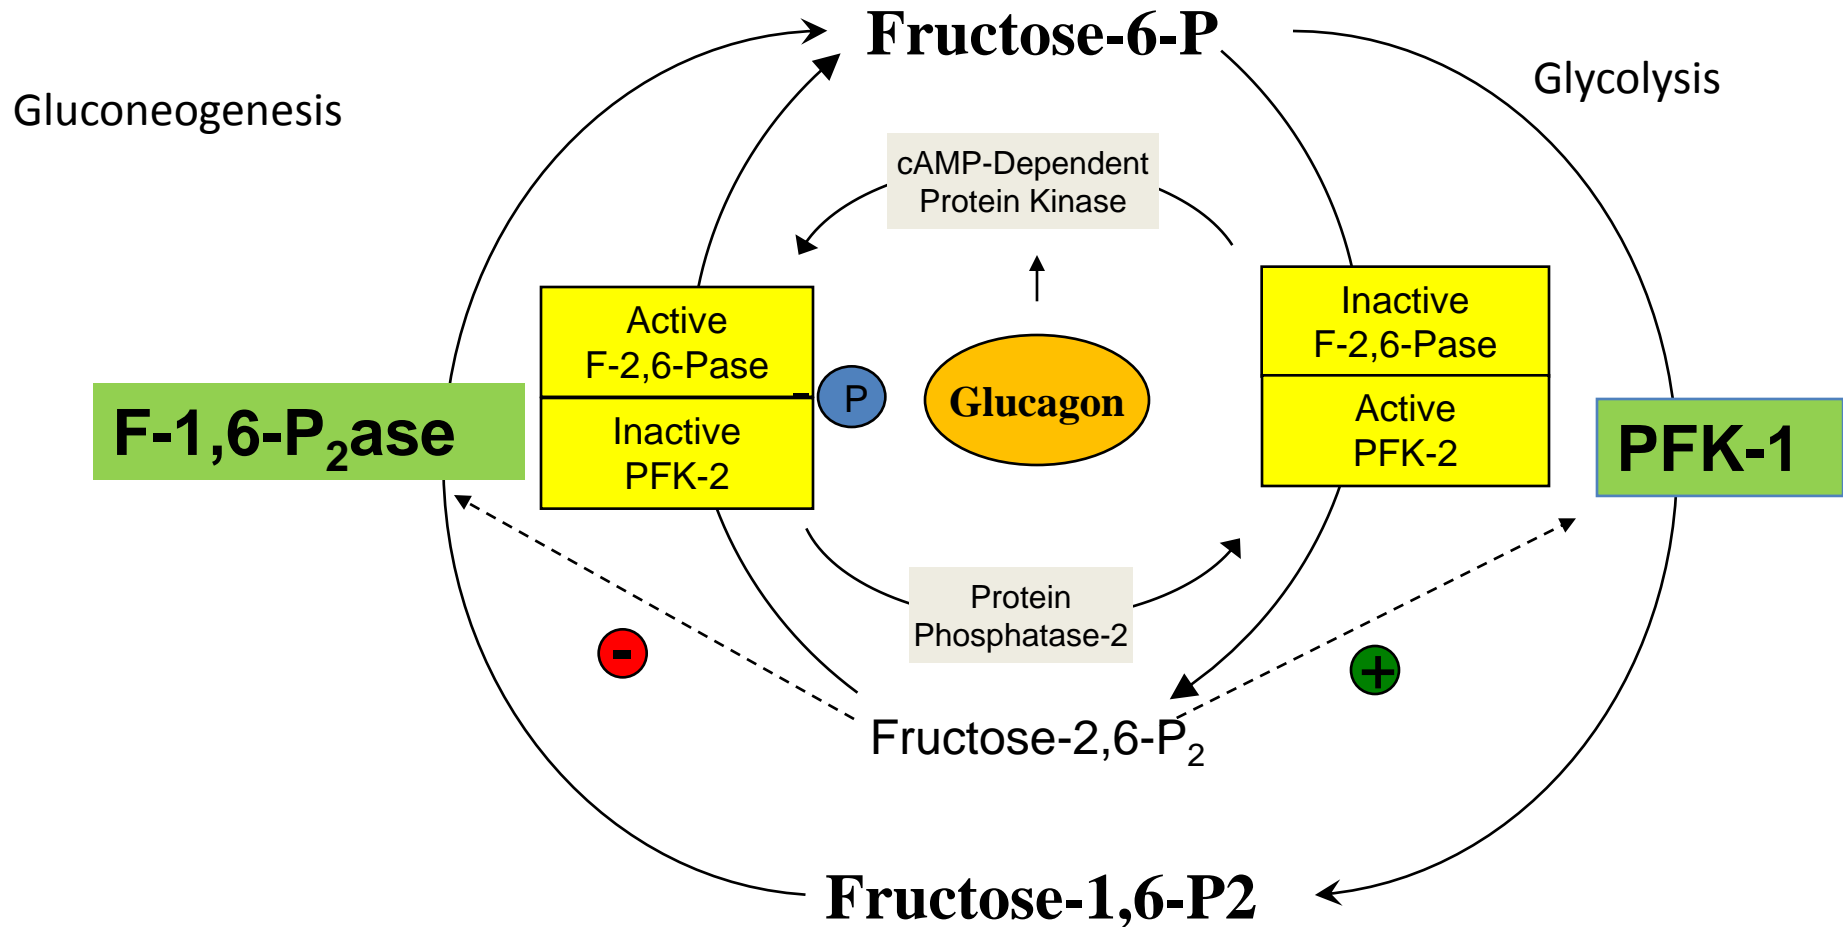 Fructose-6-P
Gluconeogenesis
Glycolysis
cAMP-Dependent
Protein Kinase
Active
F-2,6-Pase
Inactive
PFK-2
P
Glucagon
Inactive
F-2,6-Pase
Active
PFK-2
F-1,6-P₂ase
PFK-1
Protein
Phosphatase-2
-
+
Fructose-2,6-P₂
Fructose-1,6-P2